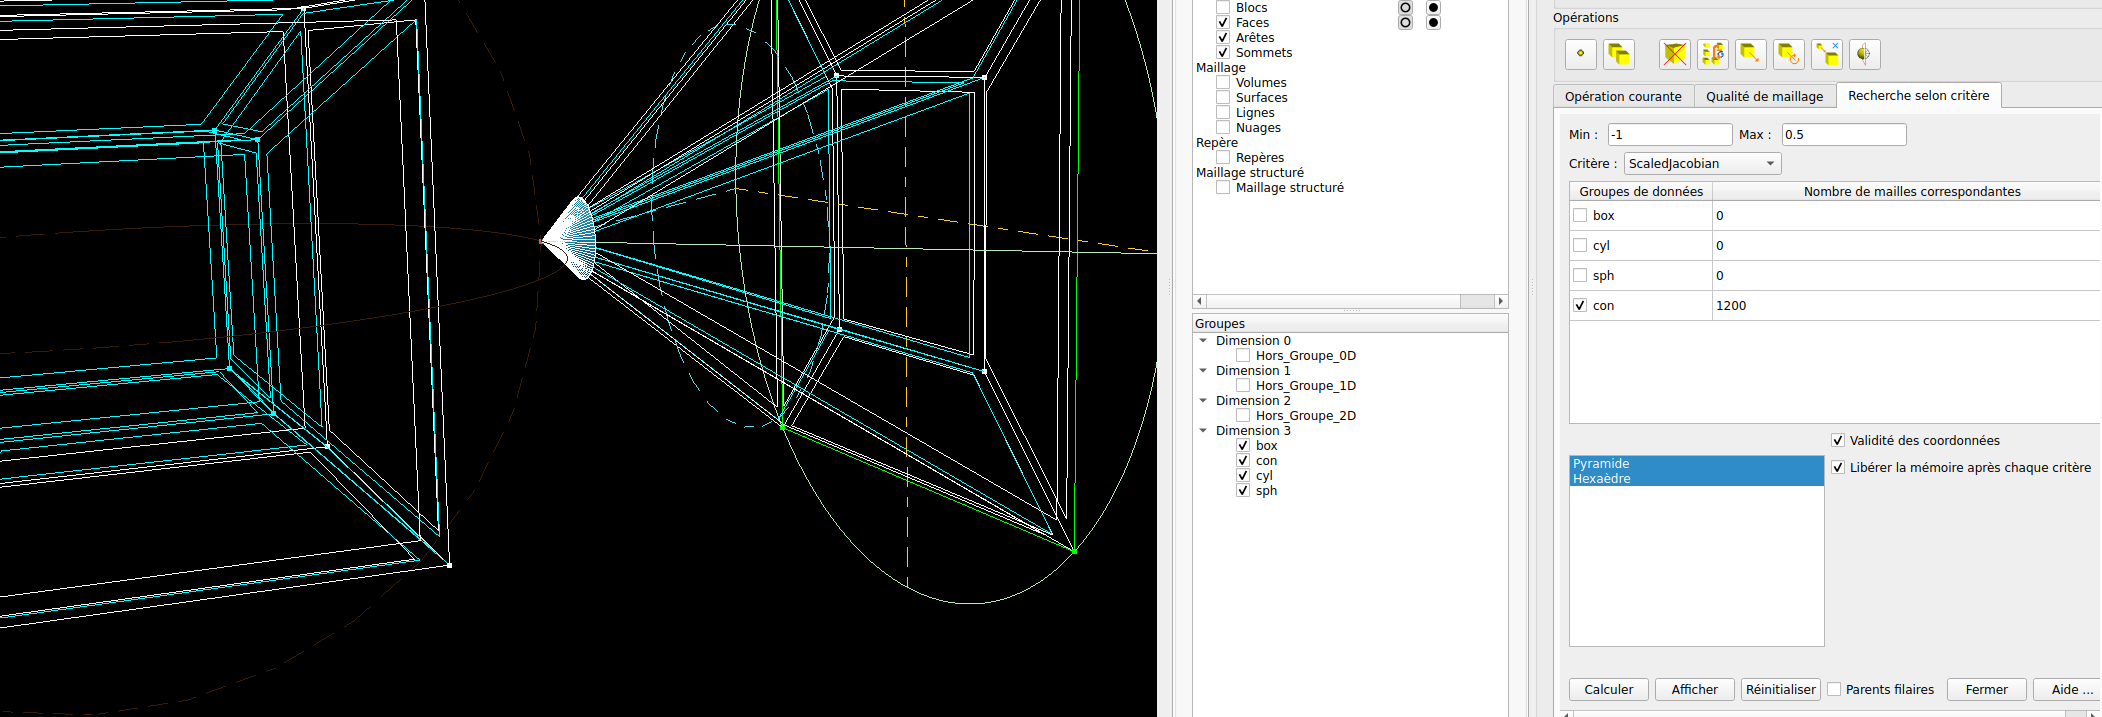 Blocs
Faces
Arêtes
Sommets
Maillage
Volumes
Surfaces
Lignes
Nuages
Repère
Repères
Maillage structuré
Maillage structuré
Groupes
Dimension 0
Hors_Groupe_0D
Dimension 1
Hors_Groupe_1D
Dimension 2
Hors_Groupe_2D
Dimension 3
box
con
cyl
sph
Opérations
Opération courante Qualité de maillage Recherche selon critère
Min : -1 Max : 0.5
Critère : ScaledJacobian
Groupes de données Nombre de mailles correspondantes
box 0
cyl 0
sph 0
con 1200
Validité des coordonnées
Pyramide
Hexaèdre
Libérer la mémoire après chaque critère
Calculer Afficher Réinitialiser Parents filaires Fermer Aide ...